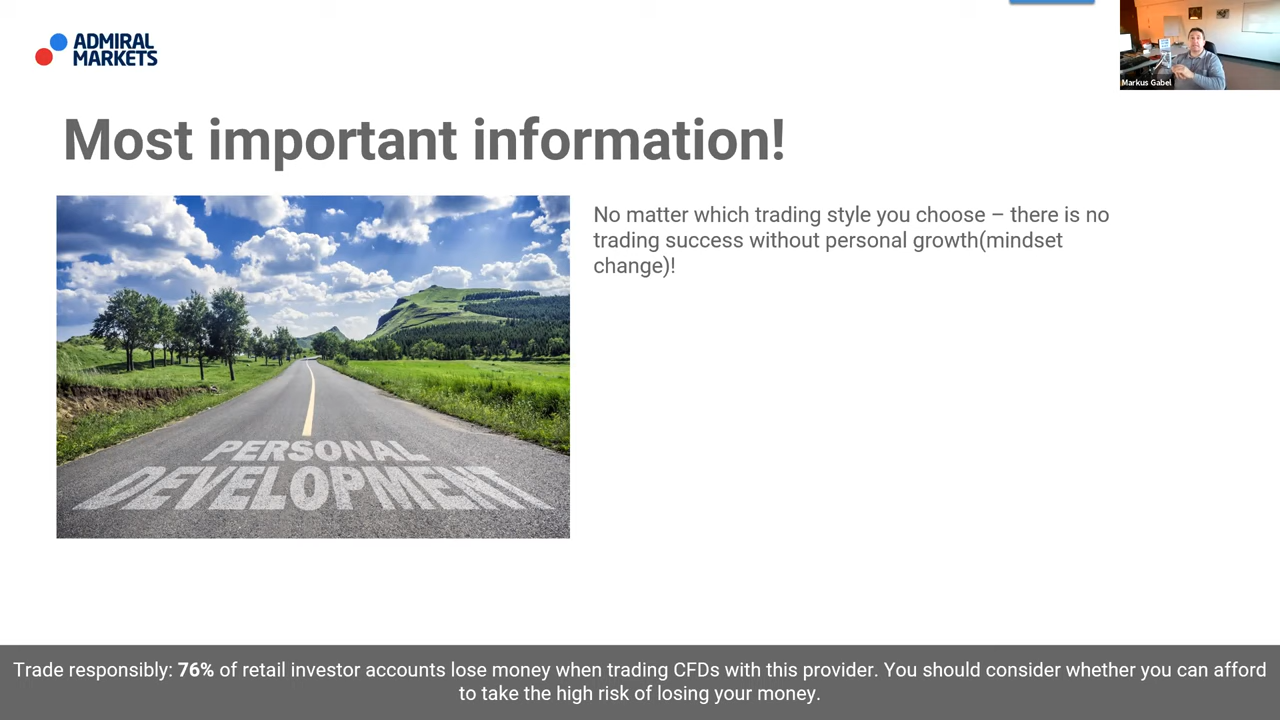 ADMIRAL
MARKETS
Markus Gabel
Most important information!
No matter which trading style you choose – there is no
trading success without personal growth(mindset
change)!
PERSONAL
DEVELOPMENT
Trade responsibly: 76% of retail investor accounts lose money when trading CFDs with this provider. You should consider whether you can afford
to take the high risk of losing your money.